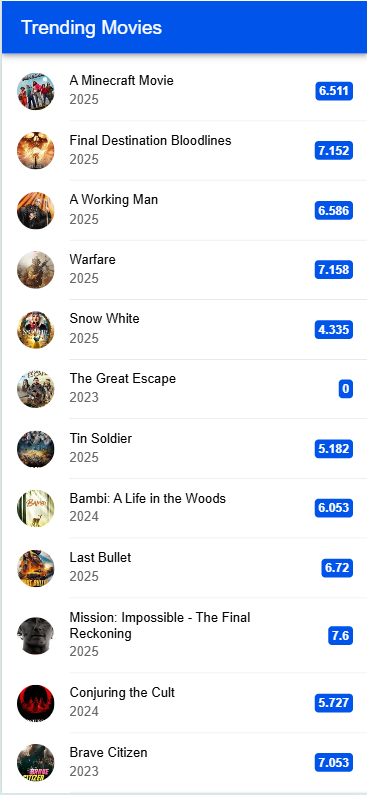 Trending Movies
A Minecraft Movie
2025
6.511
Final Destination Bloodlines
2025
7.152
A Working Man
2025
6.586
Warfare
2025
7.158
Snow White
2025
4.335
The Great Escape
2023
0
Tin Soldier
2025
5.182
Bambi: A Life in the Woods
2024
6.053
Last Bullet
2025
6.72
Mission: Impossible - The Final
Reckoning
2025
7.6
Conjuring the Cult
2024
5.727
Brave Citizen
2023
7.053